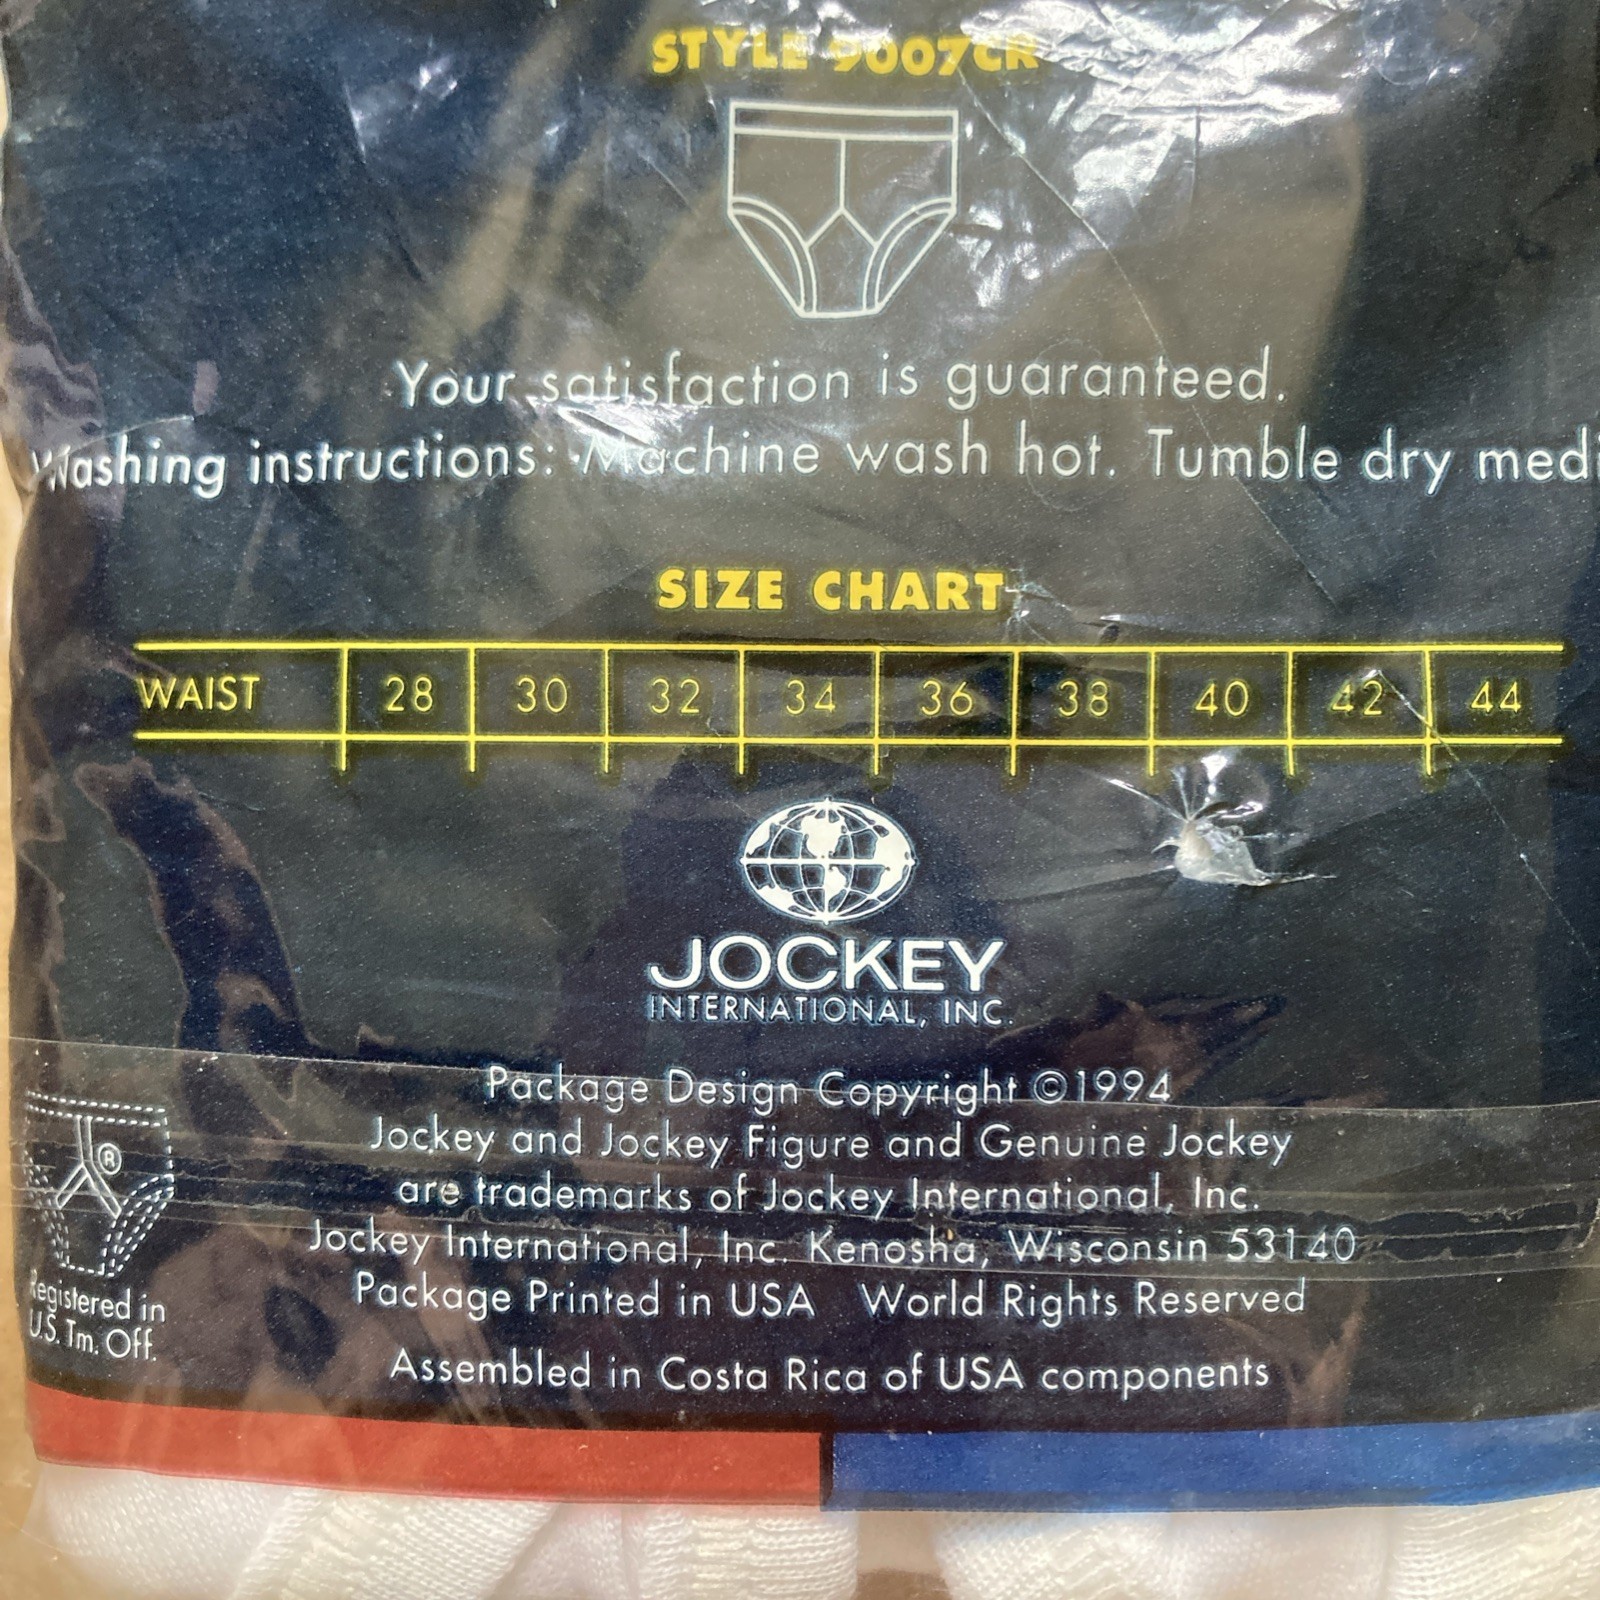 STYLE 9007CR
Your satisfaction is guaranteed.
Washing instructions: Machine wash hot. Tumble dry medi
SIZE CHART
WAIST 28 30 32 34 36 38 40 42 44
JOCKEY
INTERNATIONAL, INC.
Package Design Copyright ©1994
Jockey and Jockey Figure and Genuine Jockey
are trademarks of Jockey International, Inc.
Jockey International, Inc. Kenosha, Wisconsin 53140
Package Printed in USA World Rights Reserved
Assembled in Costa Rica of USA components
®
Registered in
U.S. Tm. Off.